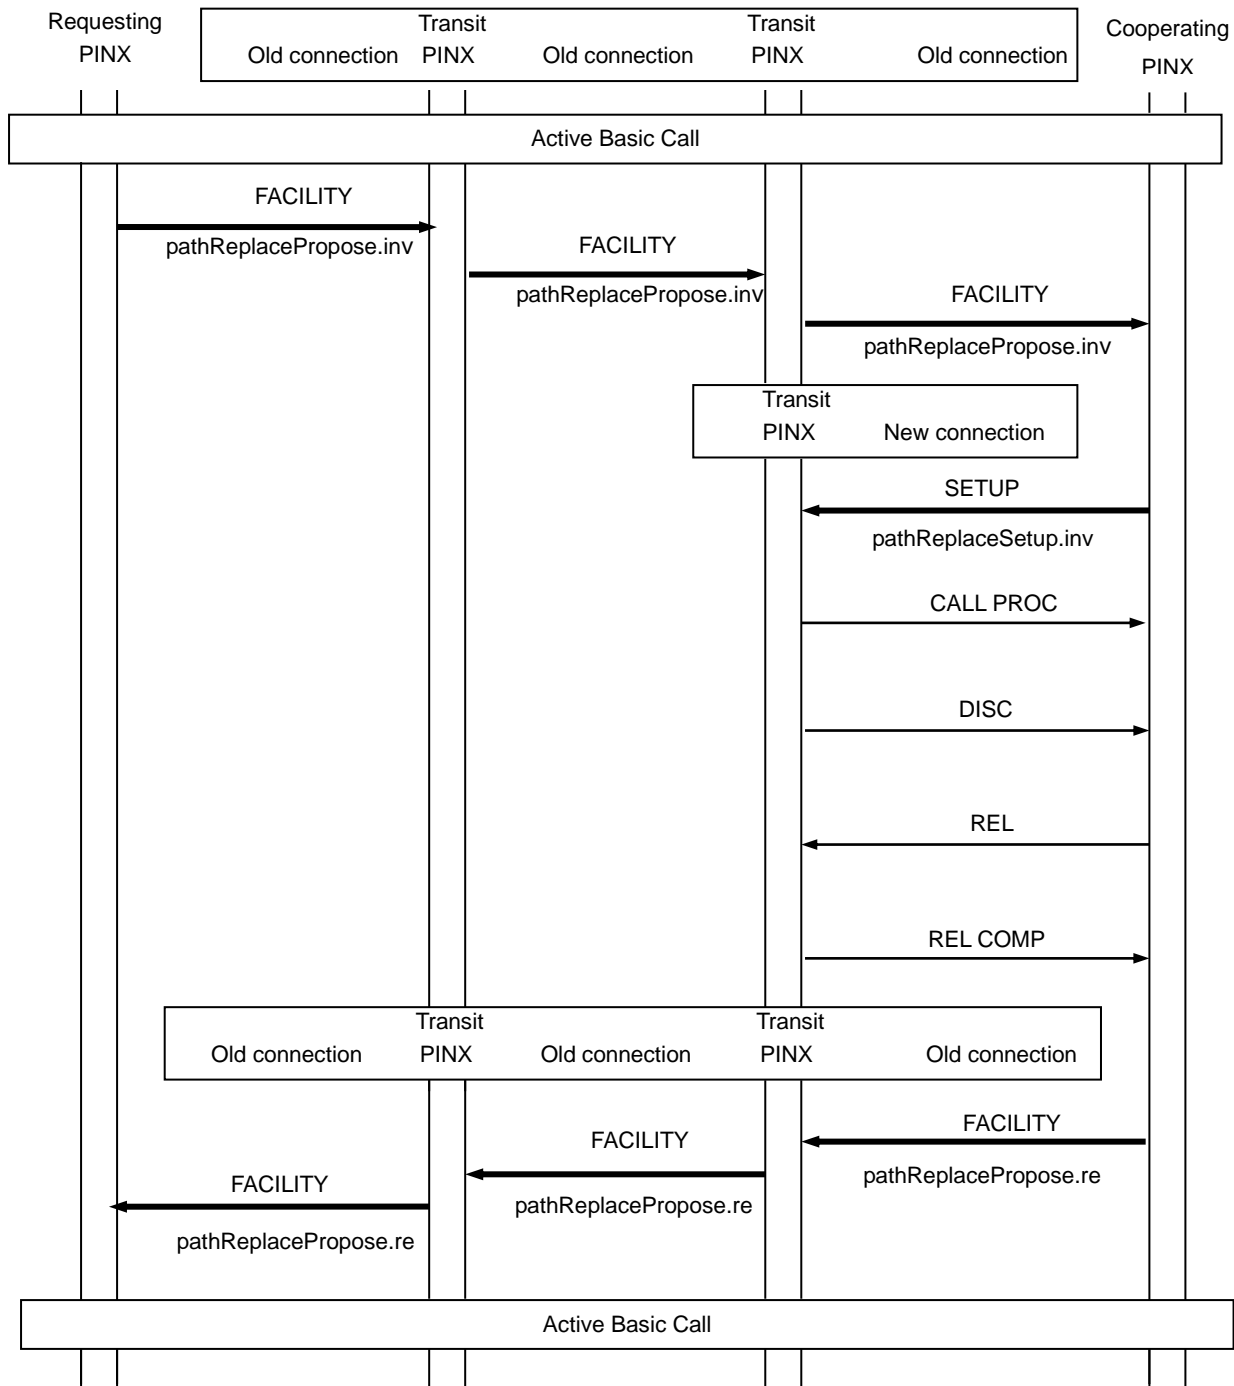 Requesting
PINX
Transit
Transit
Old connection PINX Old connection PINX Old connection
Cooperating
PINX
Active Basic Call
FACILITY
pathReplacePropose.inv
FACILITY
pathReplacePropose.inv
FACILITY
pathReplacePropose.inv
Transit
PINX New connection
SETUP
pathReplaceSetup.inv
CALL PROC
DISC
REL
REL COMP
Transit
Transit
Old connection PINX Old connection PINX Old connection
FACILITY
pathReplacePropose.re
FACILITY
pathReplacePropose.re
FACILITY
pathReplacePropose.re
Active Basic Call